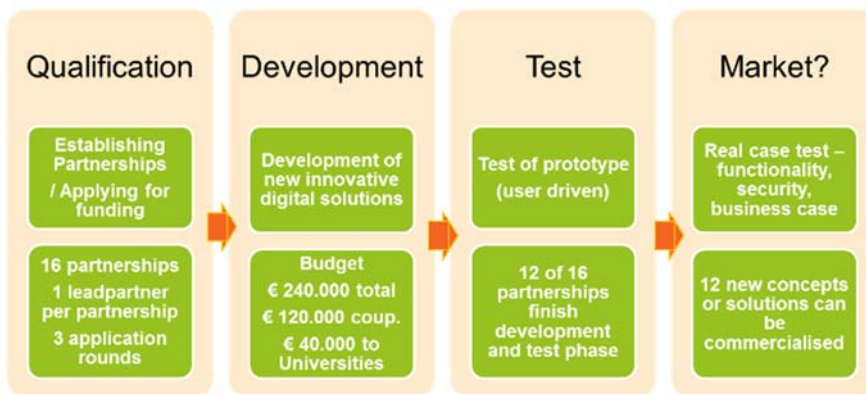 Qualification
Establishing
Partnerships
/ Applying for
funding
16 partnerships
1 leadpartner
per partnership
3 application
rounds
Development
Development of
new innovative
digital solutions
Budget
€ 240.000 total
€ 120.000 coup.
€ 40.000 to
Universities
Test
Test of prototype
(user driven)
12 of 16
partnerships
finish
development
and test phase
Market?
Real case test –
functionality,
security,
business case
12 new concepts
or solutions can
be
commercialised